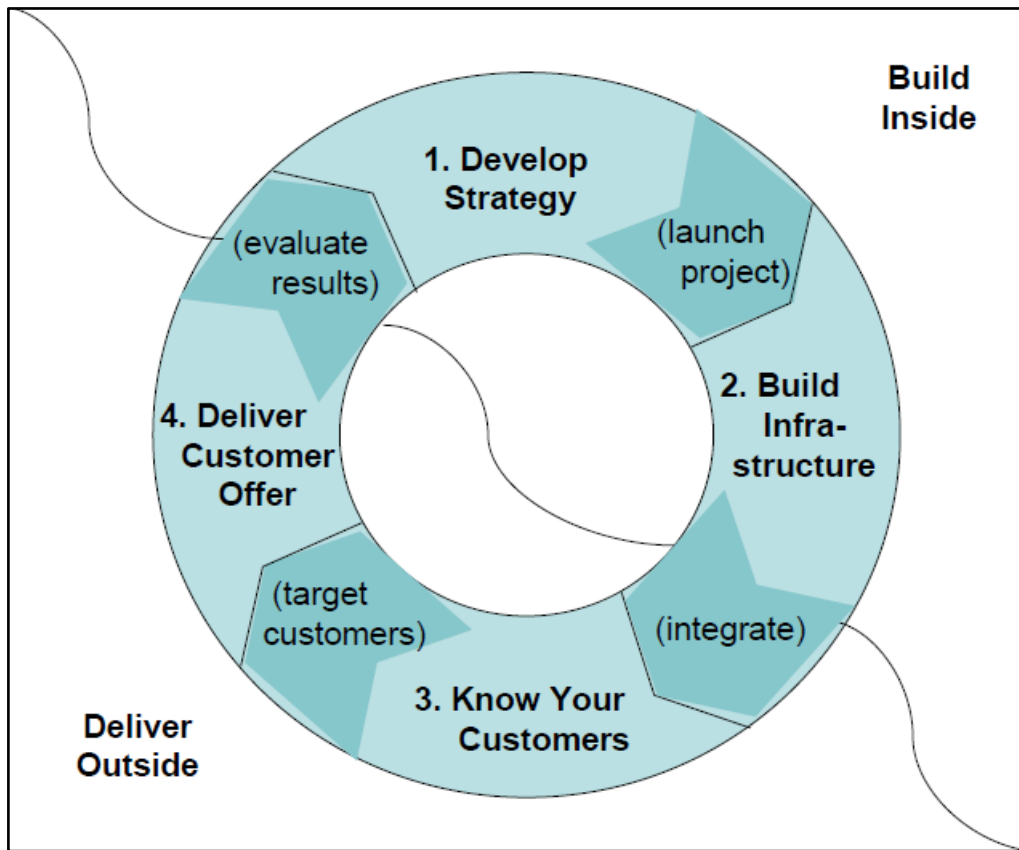 Build
Inside
1. Develop
Strategy
(launch
project)
2. Build
Infra-
structure
(integrate)
3. Know Your
Customers
(target
customers)
4. Deliver
Customer
Offer
(evaluate
results)
Deliver
Outside